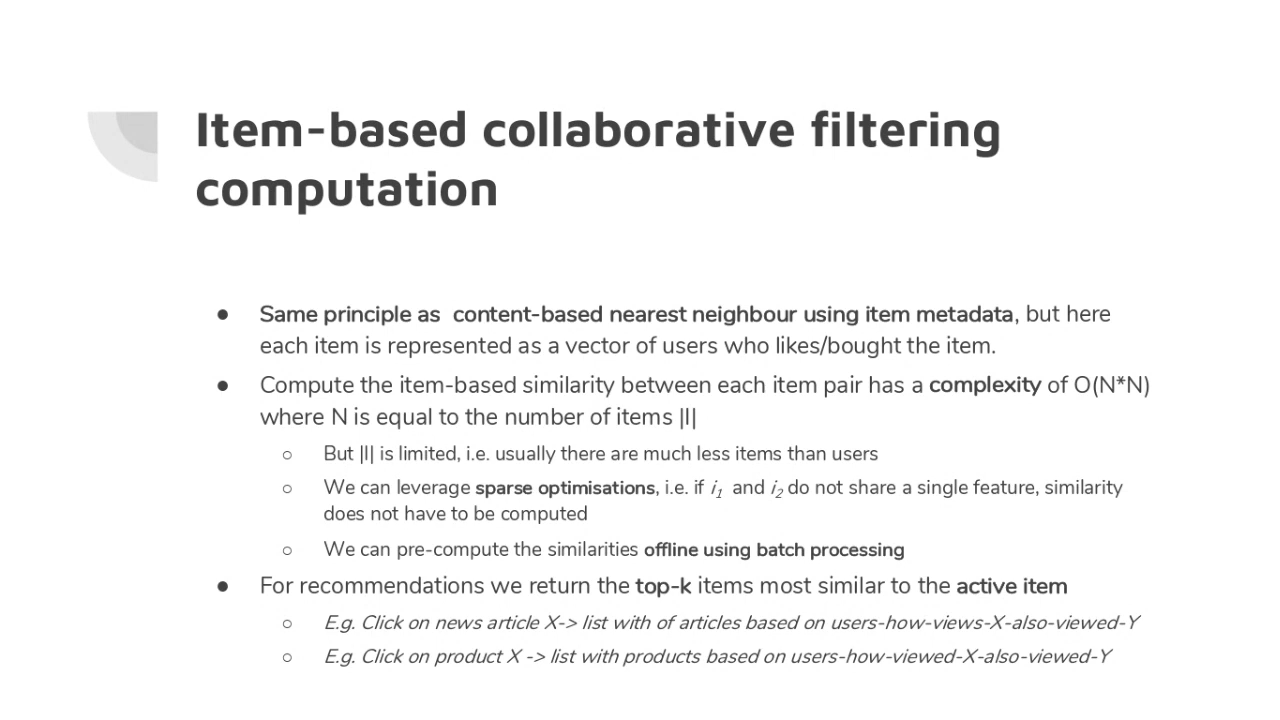 Item-based collaborative filtering
computation
● Same principle as  content-based nearest neighbour using item metadata, but here
each item is represented as a vector of users who likes/bought the item.
● Compute the item-based similarity between each item pair has a complexity of O(N*N)
where N is equal to the number of items |I|
○ But |I| is limited, i.e. usually there are much less items than users
○ We can leverage sparse optimisations, i.e. if i1 and i2 do not share a single feature, similarity
does not have to be computed
○ We can pre-compute the similarities offline using batch processing
● For recommendations we return the top-k items most similar to the active item
○ E.g. Click on news article X-> list with of articles based on users-how-views-X-also-viewed-Y
○ E.g. Click on product X -> list with products based on users-how-viewed-X-also-viewed-Y